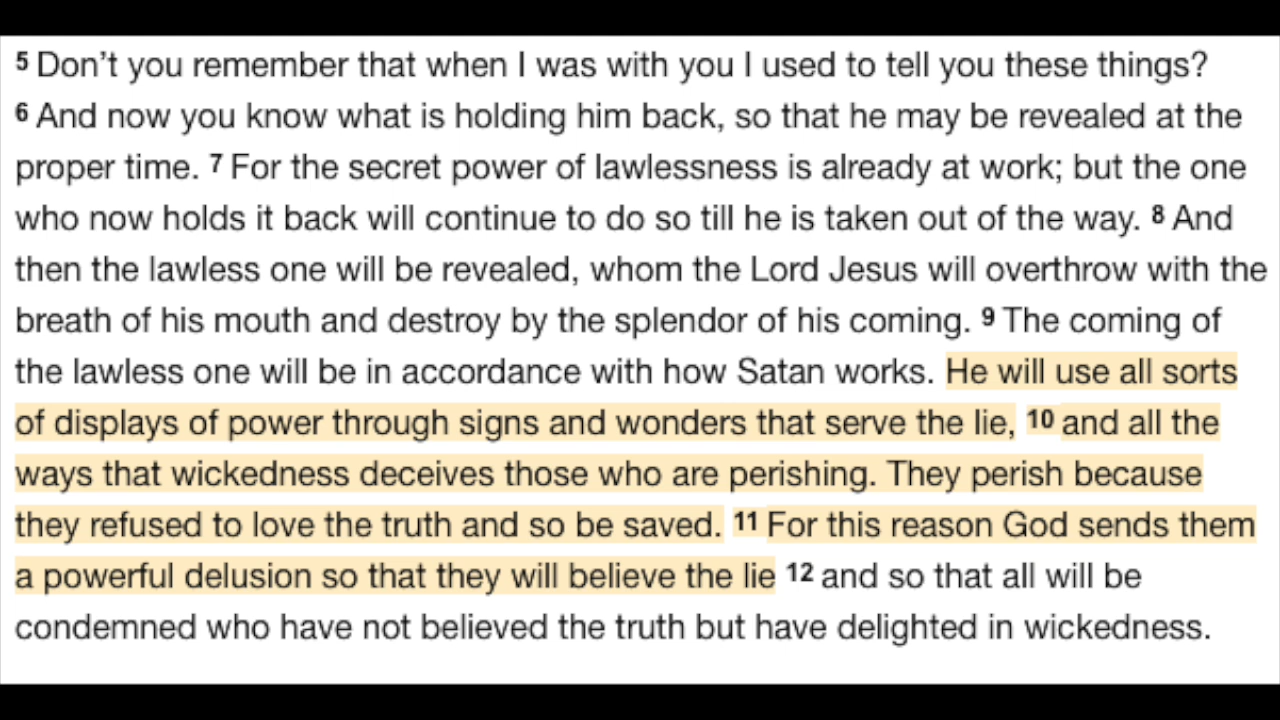 5 Don’t you remember that when I was with you I used to tell you these things?
6 And now you know what is holding him back, so that he may be revealed at the
proper time. 7 For the secret power of lawlessness is already at work; but the one
who now holds it back will continue to do so till he is taken out of the way. 8 And
then the lawless one will be revealed, whom the Lord Jesus will overthrow with the
breath of his mouth and destroy by the splendor of his coming. 9 The coming of
the lawless one will be in accordance with how Satan works. He will use all sorts
of displays of power through signs and wonders that serve the lie, 10 and all the
ways that wickedness deceives those who are perishing. They perish because
they refused to love the truth and so be saved. 11 For this reason God sends them
a powerful delusion so that they will believe the lie 12 and so that all will be
condemned who have not believed the truth but have delighted in wickedness.